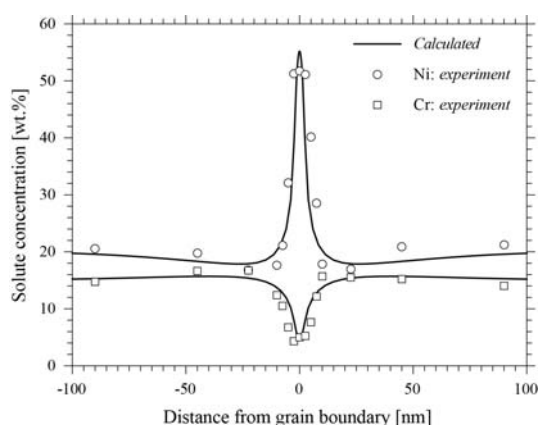 Calculated
Ni: experiment
Cr: experiment
Solute concentration [wt.%]
60
50
40
30
20
10
0
-100 -50 0 50 100
Distance from grain boundary [nm]